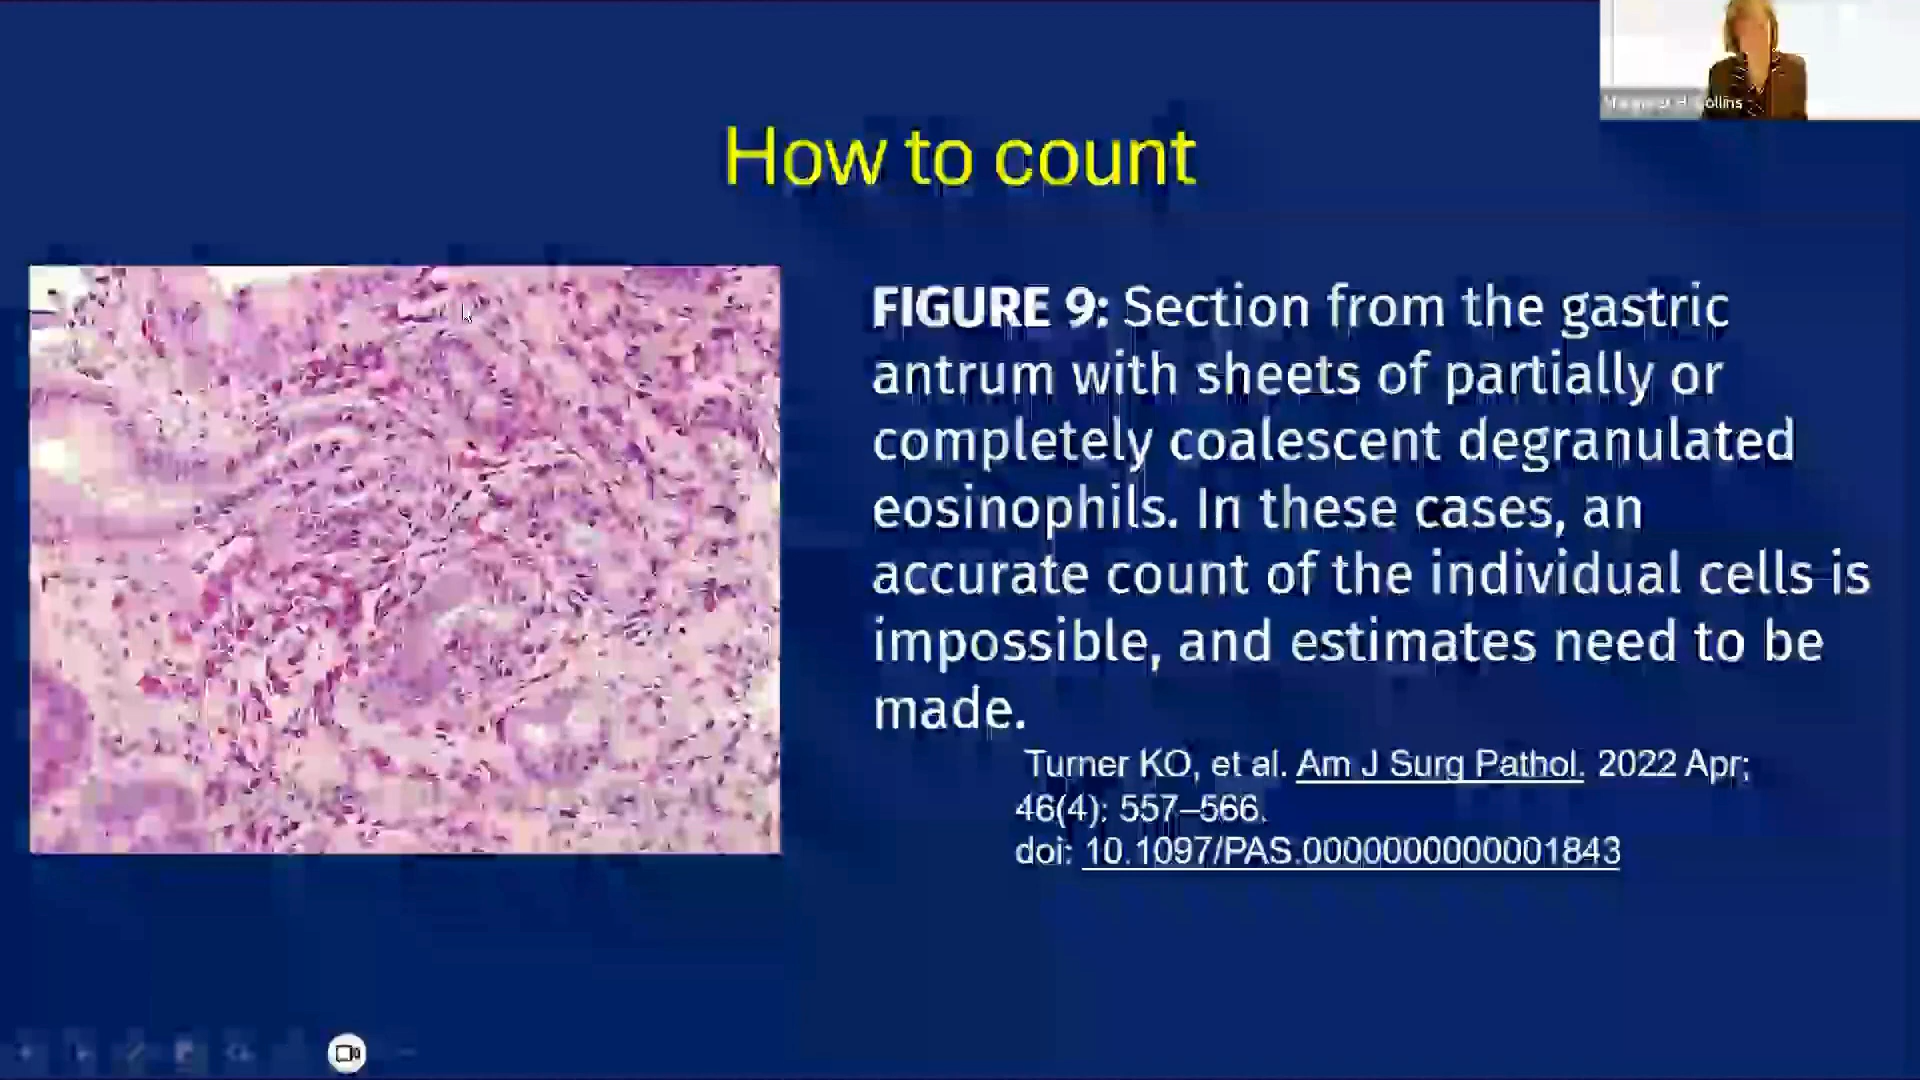 Collins
How to count
FIGURE 9: Section from the gastric
antrum with sheets of partially or
completely coalescent degranulated
eosinophils. In these cases, an
accurate count of the individual cells is
impossible, and estimates need to be
made.
Turner KO, et al. Am J Surg Pathol. 2022 Apr;
46(4): 557–566.
doi: 10.1097/PAS.0000000000001843